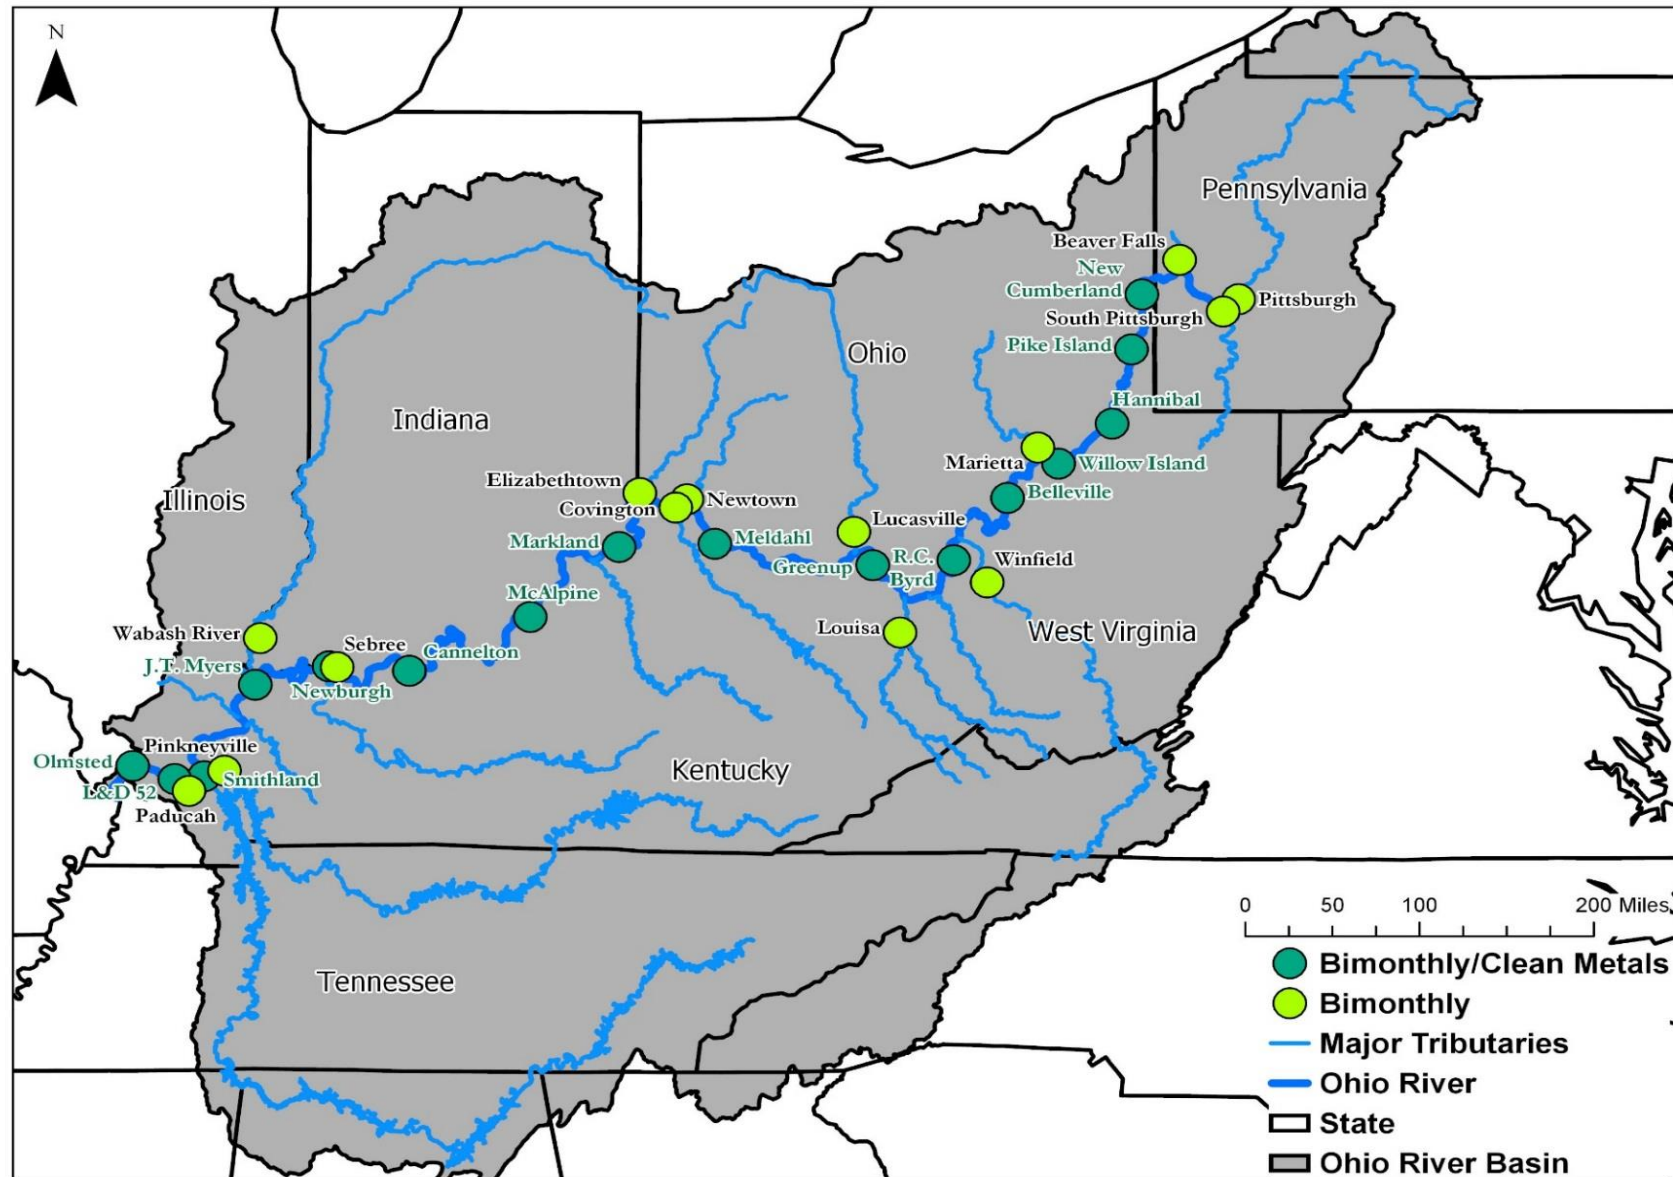 N
Pennsylvania
Beaver Falls
New
Cumberland
Pittsburgh
South Pittsburgh
Pike Island
Ohio
Hannibal
Indiana
Marietta
Willow Island
Elizabethtown
Belleville
Illinois
Covington
Newtown
Lucasville
Markland
Meldahl
R.C.
Byrd
Winfield
Greenup
McAlpine
Louisa
West Virginia
Wabash River
Sebree
Cannelton
J.T. Myers
Newburgh
Pinkneyville
Olmsted
Smithland
Kentucky
L&D 52
Paducah
Tennessee
0 50 100 200 Miles
Bimonthly/Clean Metals
Bimonthly
Major Tributaries
Ohio River
State
Ohio River Basin